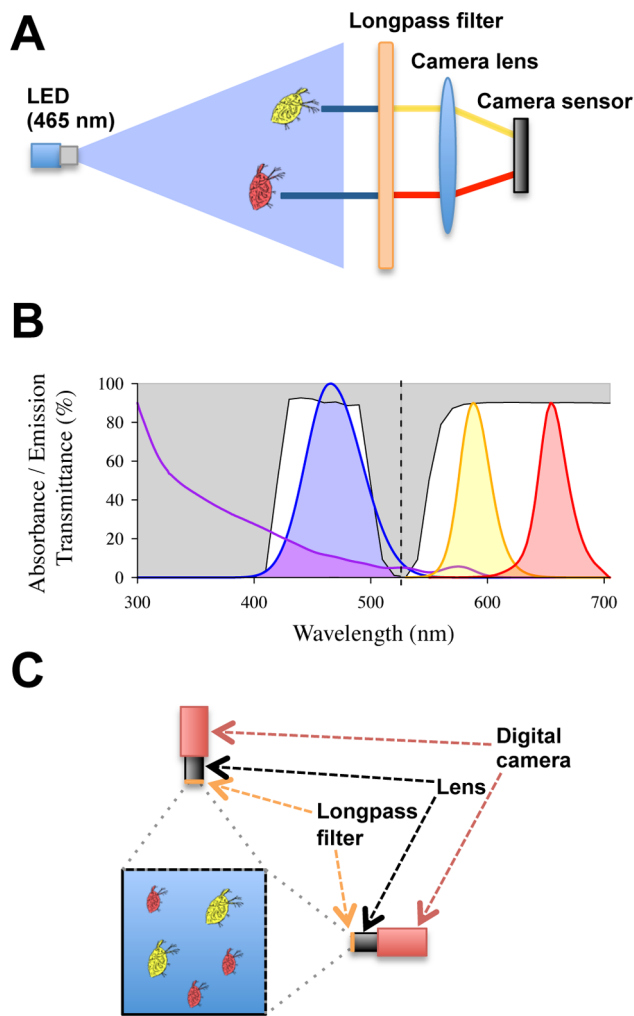 A
Longpass filter
Camera lens
LED
(465 nm)
Camera sensor
B
Absorbance / Emission
Transmittance (%)
100
80
60
40
20
0
300
400
500
600
700
Wavelength (nm)
C
Digital
camera
Lens
Longpass
filter